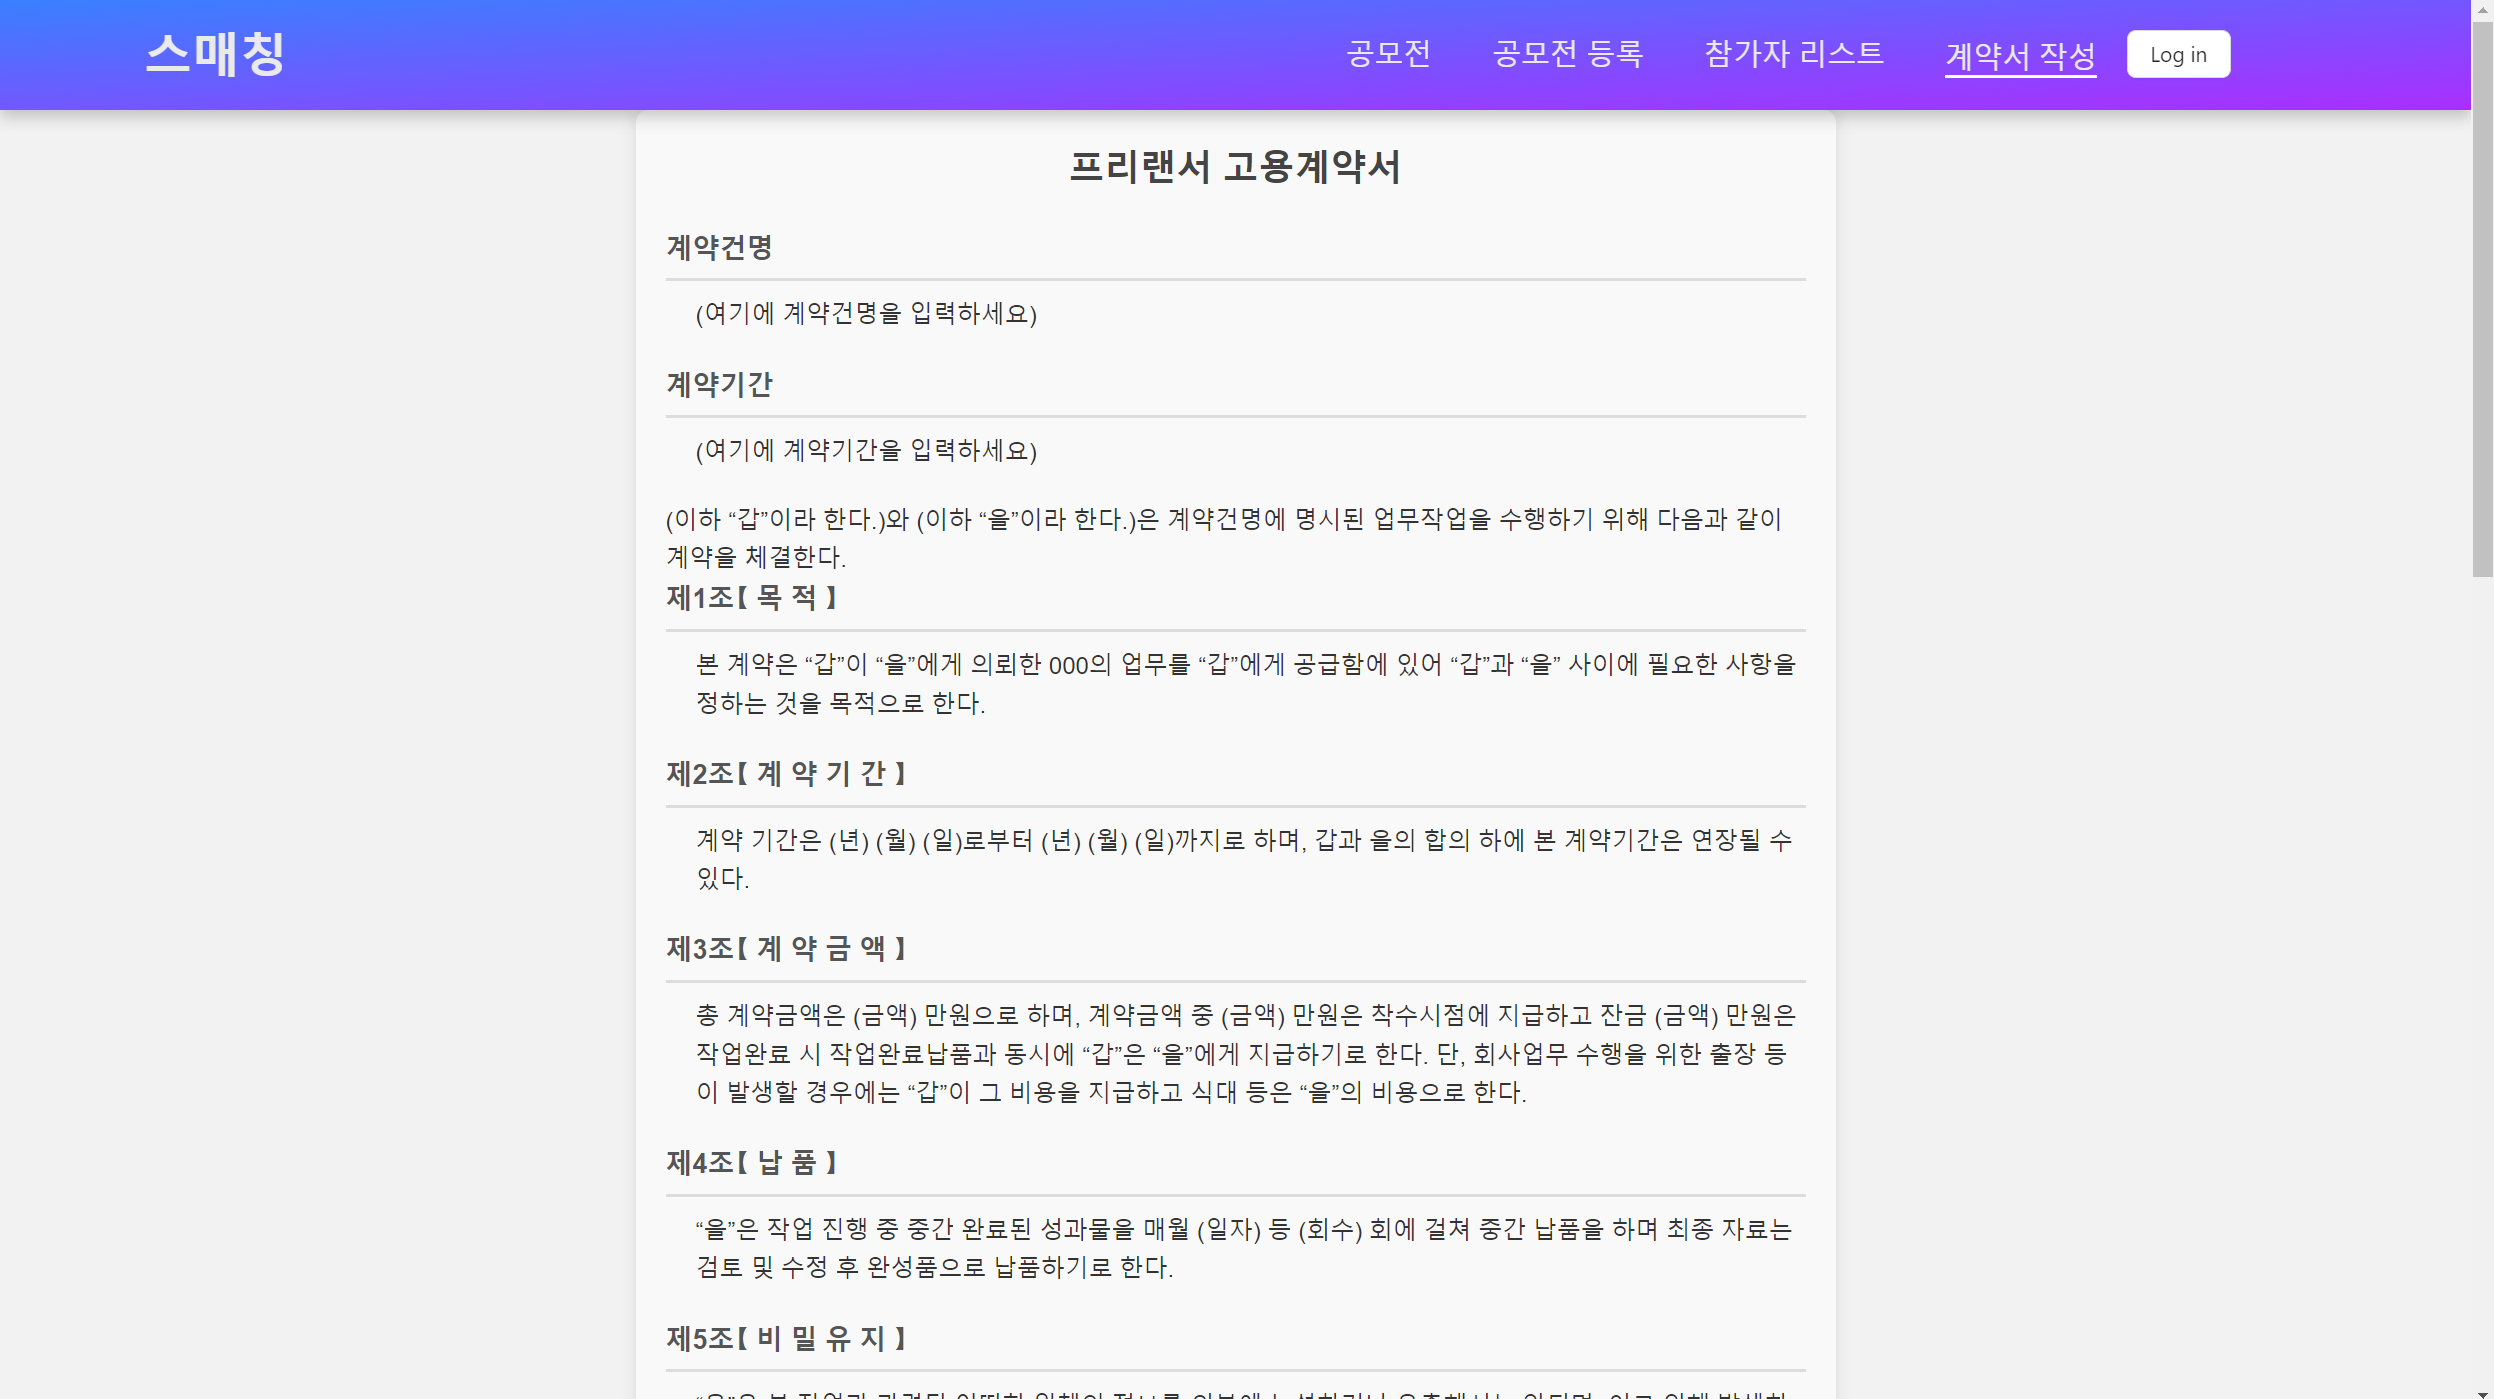 스매칭
공모전 공모전 등록 참가자 리스트 계약서 작성 Log in
프리랜서 고용계약서
계약건명
(여기에 계약건명을 입력하세요)
계약기간
(여기에 계약기간을 입력하세요)
(이하 “갑”이라 한다.)와 (이하 “을”이라 한다.)은 계약건명에 명시된 업무작업을 수행하기 위해 다음과 같이
계약을 체결한다.
제1조【 목 적 】
본 계약은 “갑”이 “을”에게 의뢰한 000의 업무를 “갑”에게 공급함에 있어 “갑”과 “을” 사이에 필요한 사항을
정하는 것을 목적으로 한다.
제2조【 계 약 기 간 】
계약 기간은 (년) (월) (일)로부터 (년) (월) (일)까지로 하며, 갑과 을의 합의 하에 본 계약기간은 연장될 수
있다.
제3조【 계 약 금 액 】
총 계약금액은 (금액) 만원으로 하며, 계약금액 중 (금액) 만원은 착수시점에 지급하고 잔금 (금액) 만원은
작업완료 시 작업완료납품과 동시에 “갑”은 “을”에게 지급하기로 한다. 단, 회사업무 수행을 위한 출장 등
이 발생할 경우에는 “갑”이 그 비용을 지급하고 식대 등은 “을”의 비용으로 한다.
제4조【 납 품 】
“을”은 작업 진행 중 중간 완료된 성과물을 매월 (일자) 등 (회수) 회에 걸쳐 중간 납품을 하며 최종 자료는
검토 및 수정 후 완성품으로 납품하기로 한다.
제5조【 비 밀 유 지 】